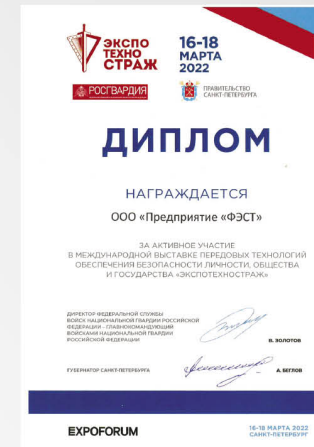 ЭКСПО
ТЕХНО
СТРАЖ
16-18
МАРТА
2022
РОСГВАРДИЯ
ПРАВИТЕЛЬСТВО
САНКТ-ПЕТЕРБУРГА
ДИПЛОМ
НАГРАЖДАЕТСЯ
ООО «Предприятие «ФЭСТ»
ЗА АКТИВНОЕ УЧАСТИЕ
В МЕЖДУНАРОДНОЙ ВЫСТАВКЕ ПЕРЕДОВЫХ ТЕХНОЛОГИЙ
ОБЕСПЕЧЕНИЯ БЕЗОПАСНОСТИ ЛИЧНОСТИ, ОБЩЕСТВА
И ГОСУДАРСТВА «ЭКСПОТЕХНОСТРАЖ»
ДИРЕКТОР ФЕДЕРАЛЬНОЙ СЛУЖБЫ
ВОЙСК НАЦИОНАЛЬНОЙ ГВАРДИИ РОССИЙСКОЙ
ФЕДЕРАЦИИ - ГЛАВНОКОМАНДУЮЩИЙ
ВОЙСКАМИ НАЦИОНАЛЬНОЙ ГВАРДИИ
РОССИЙСКОЙ ФЕДЕРАЦИИ
В. ЗОЛОТОВ
ГУБЕРНАТОР САНКТ-ПЕТЕРБУРГА
А. БЕГЛОВ
EXPOFORUM
16-18 МАРТА 2022
САНКТ-ПЕТЕРБУРГ